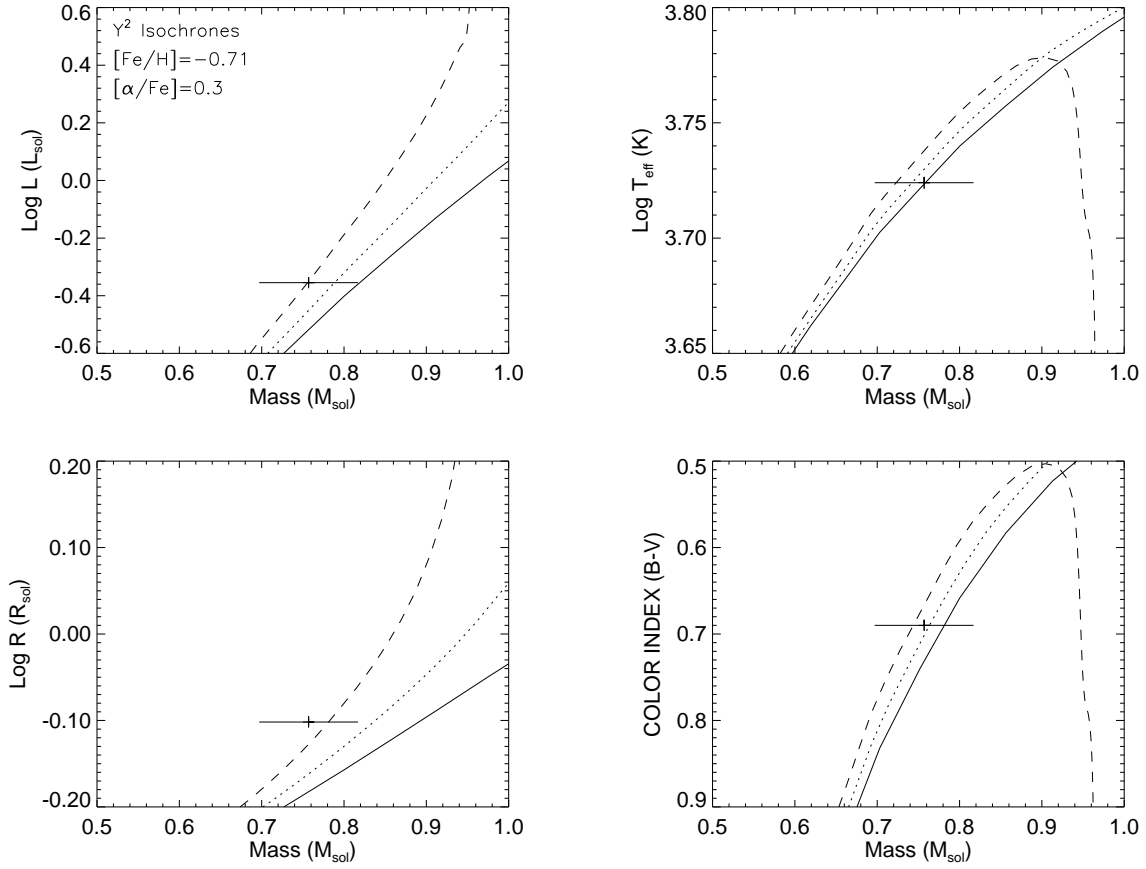 Y² Isochrones
[Fe/H]=−0.71
[α/Fe]=0.3
0.6
0.4
0.2
0.0
-0.2
-0.4
-0.6
Log L (L_sol)
0.5 0.6 0.7 0.8 0.9 1.0
Mass (M_sol)
3.80
3.75
3.70
3.65
Log T_eff (K)
0.5 0.6 0.7 0.8 0.9 1.0
Mass (M_sol)
0.20
0.10
0.00
-0.10
-0.20
Log R (R_sol)
0.5 0.6 0.7 0.8 0.9 1.0
Mass (M_sol)
0.5
0.6
0.7
0.8
0.9
COLOR INDEX (B-V)
0.5 0.6 0.7 0.8 0.9 1.0
Mass (M_sol)